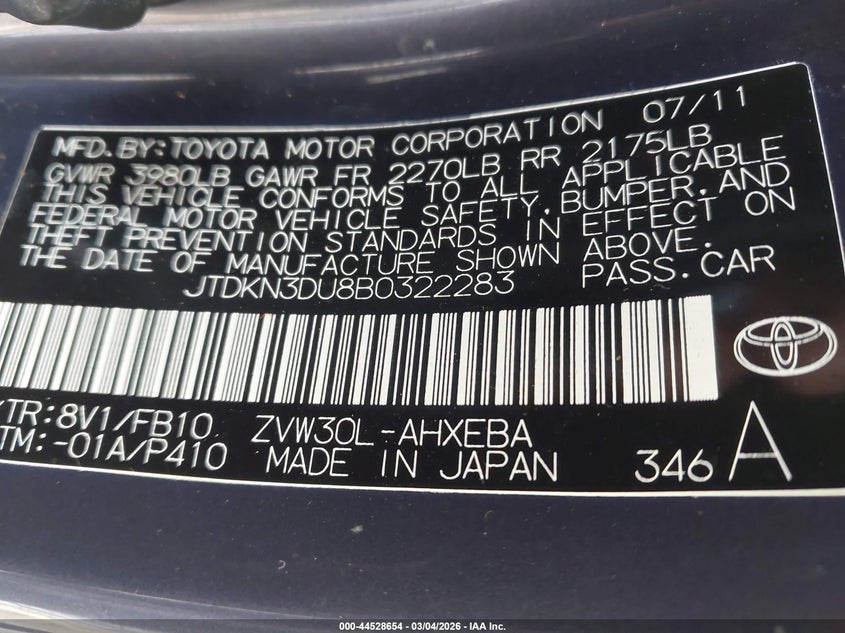 MFD. BY: TOYOTA MOTOR CORPORATION 07/11
GVWR 3980LB GAWR FR 2270LB RR 2175LB
THIS VEHICLE CONFORMS TO ALL APPLICABLE
FEDERAL MOTOR VEHICLE SAFETY, BUMPER, AND
THEFT PREVENTION STANDARDS IN EFFECT ON
THE DATE OF MANUFACTURE SHOWN ABOVE.
JTDKN3DU8B0322283 PASS. CAR
/TR: 8V1/FB10 ZVW30L-AHXEBA
TM: -01A/P410 MADE IN JAPAN 346 A
000-44528654 - 03/04/2026 - IAA Inc.